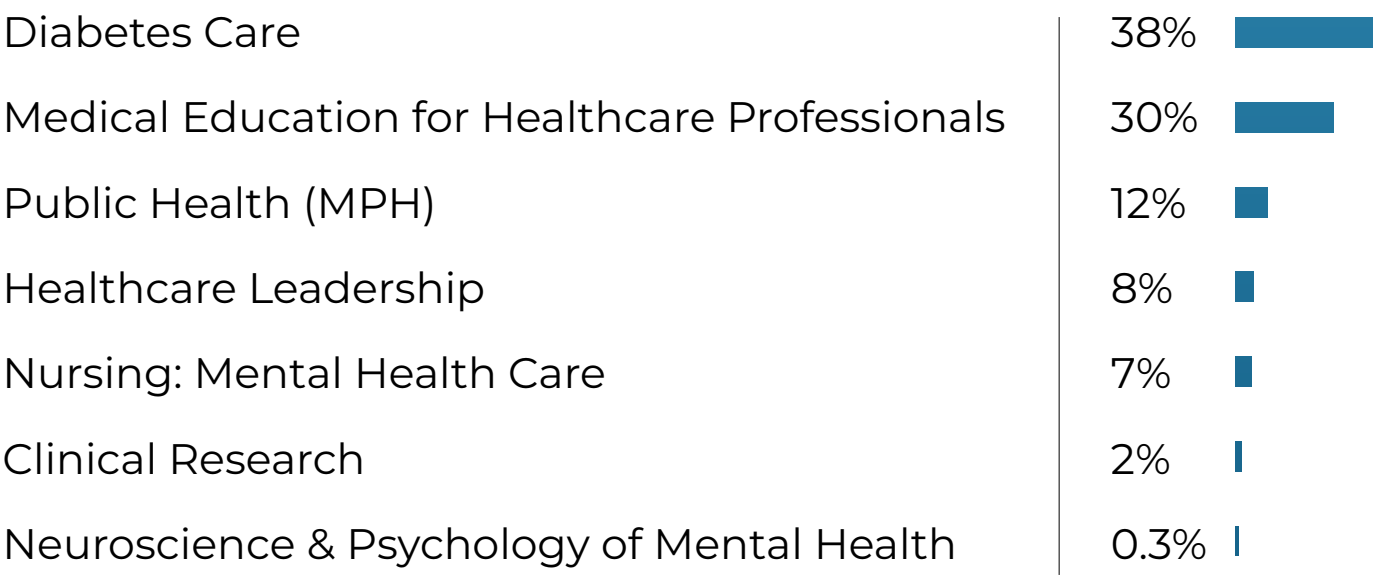 Diabetes Care 38%
Medical Education for Healthcare Professionals 30%
Public Health (MPH) 12%
Healthcare Leadership 8%
Nursing: Mental Health Care 7%
Clinical Research 2%
Neuroscience & Psychology of Mental Health 0.3%